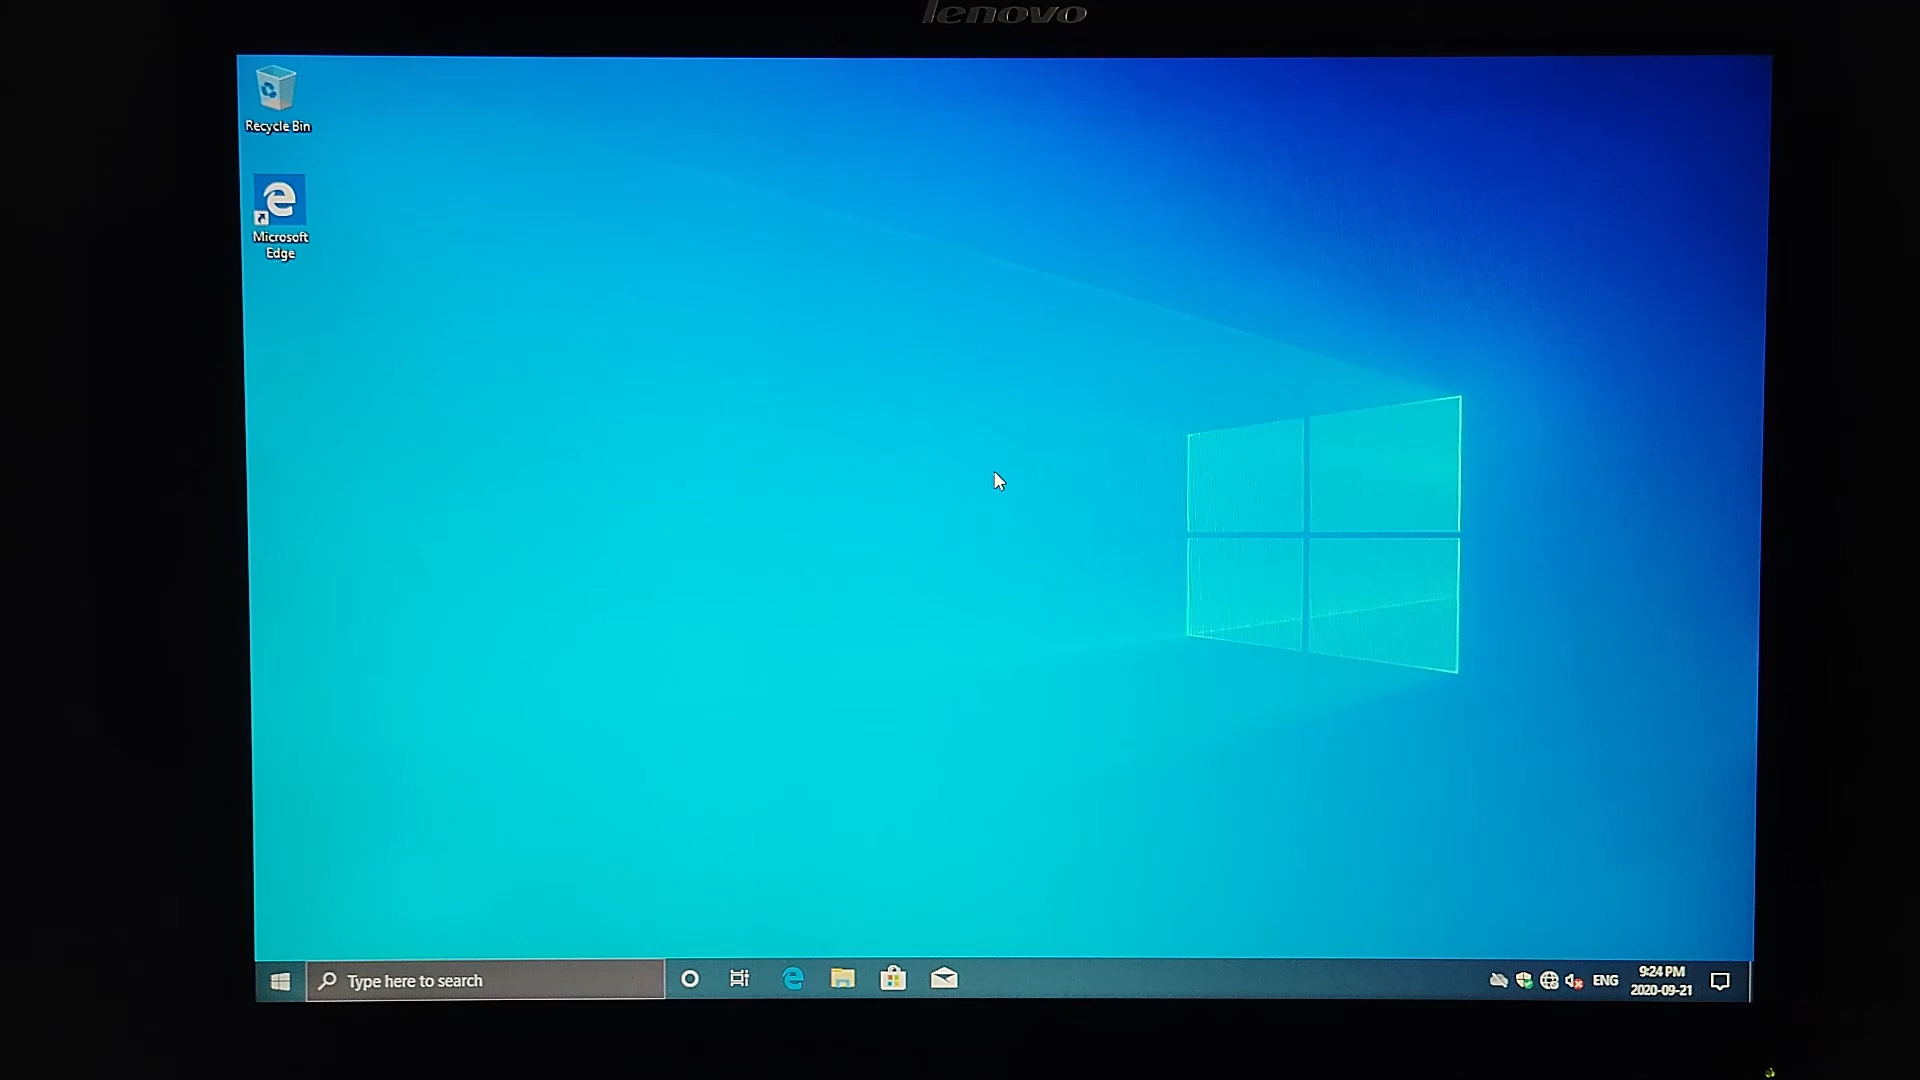 lenovo
Recycle Bin
Microsoft
Edge
Type here to search
ENG
9:24 PM
2020-09-21